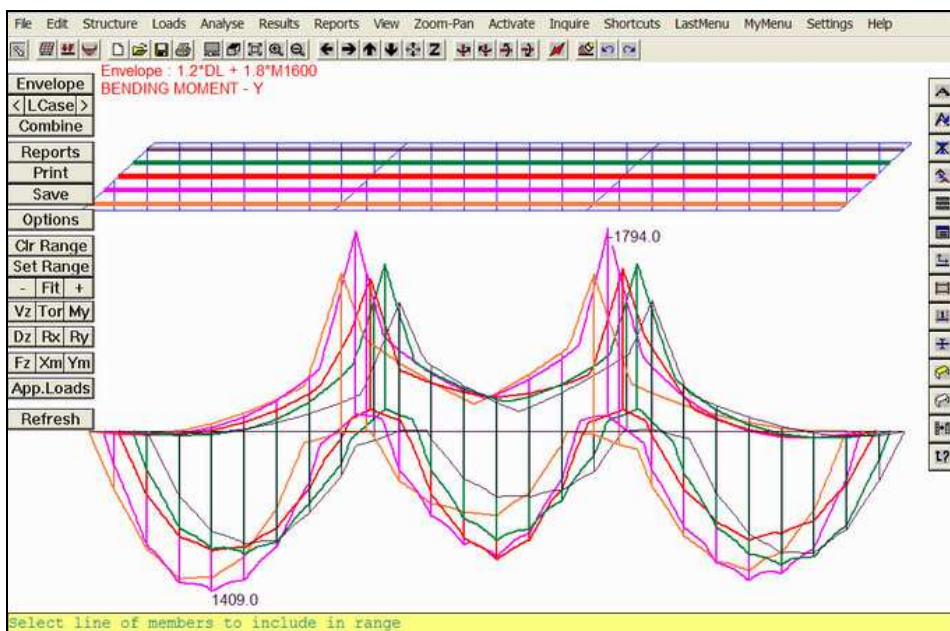 File Edit Structure Loads Analyse Results Reports View Zoom-Pan Activate Inquire Shortcuts LastMenu MyMenu Settings Help
Z
Envelope : 1.2*DL + 1.8*M1600
BENDING MOMENT - Y
Envelope
< LCase >
Combine
Reports
Print
Save
Options
Clr Range
Set Range
- Fit +
Vz Tor My
Dz Rx Ry
Fz Xm Ym
App.Loads
Refresh
-1794.0
1409.0
Select line of members to include in range